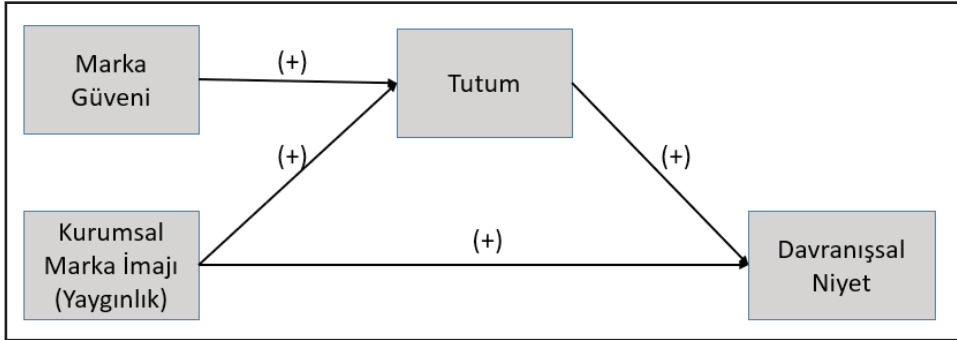 Marka
Güveni
(+)
Tutum
(+)
(+)
Kurumsal
Marka İmajı
(Yaygınlık)
(+)
Davranışsal
Niyet